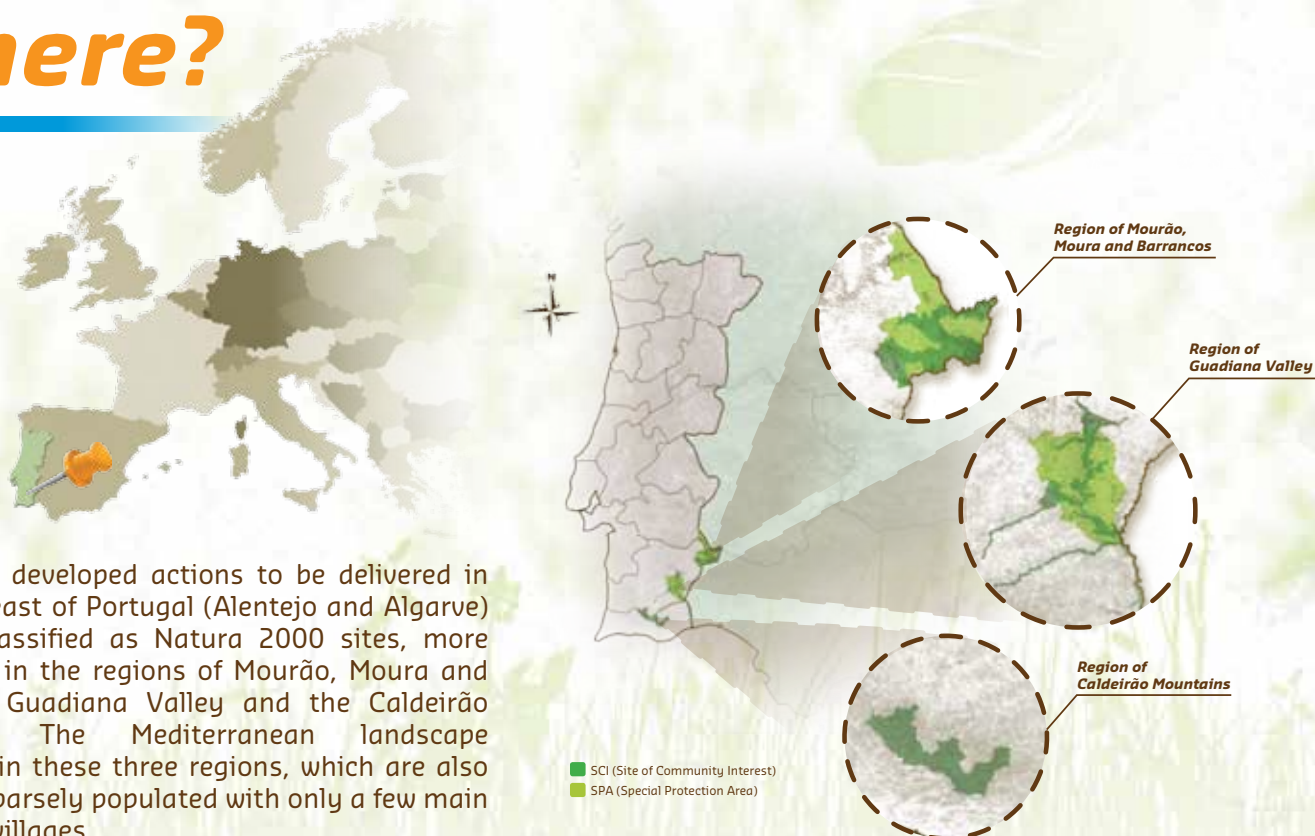 here?
N
Region of Mourão,
Moura and Barrancos
Region of
Guadiana Valley
Region of
Caldeirão Mountains
developed actions to be delivered in
east of Portugal (Alentejo and Algarve)
assified as Natura 2000 sites, more
in the regions of Mourão, Moura and
Guadiana Valley and the Caldeirão
The Mediterranean landscape
in these three regions, which are also
parsely populated with only a few main
villages
SCI (Site of Community Interest)
SPA (Special Protection Area)